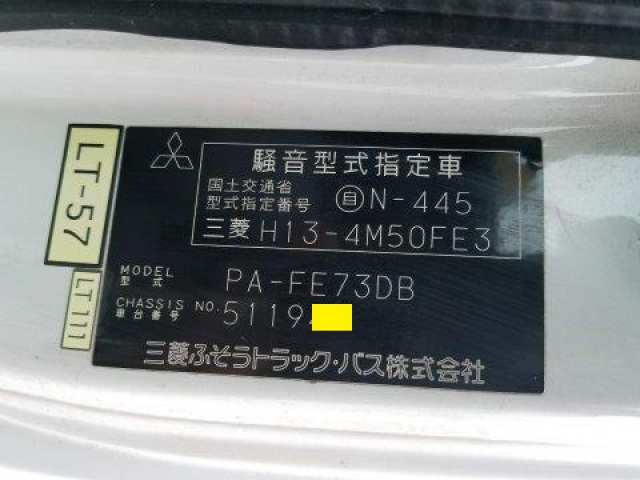 LT-57
LT111
騒音型式指定車
国土交通省
型式指定番号 自N-445
三菱 H13-4M50FE3
MODEL
型式 PA-FE73DB
CHASSIS NO.
車台番号 5119
三菱ふそうトラック・バス株式会社